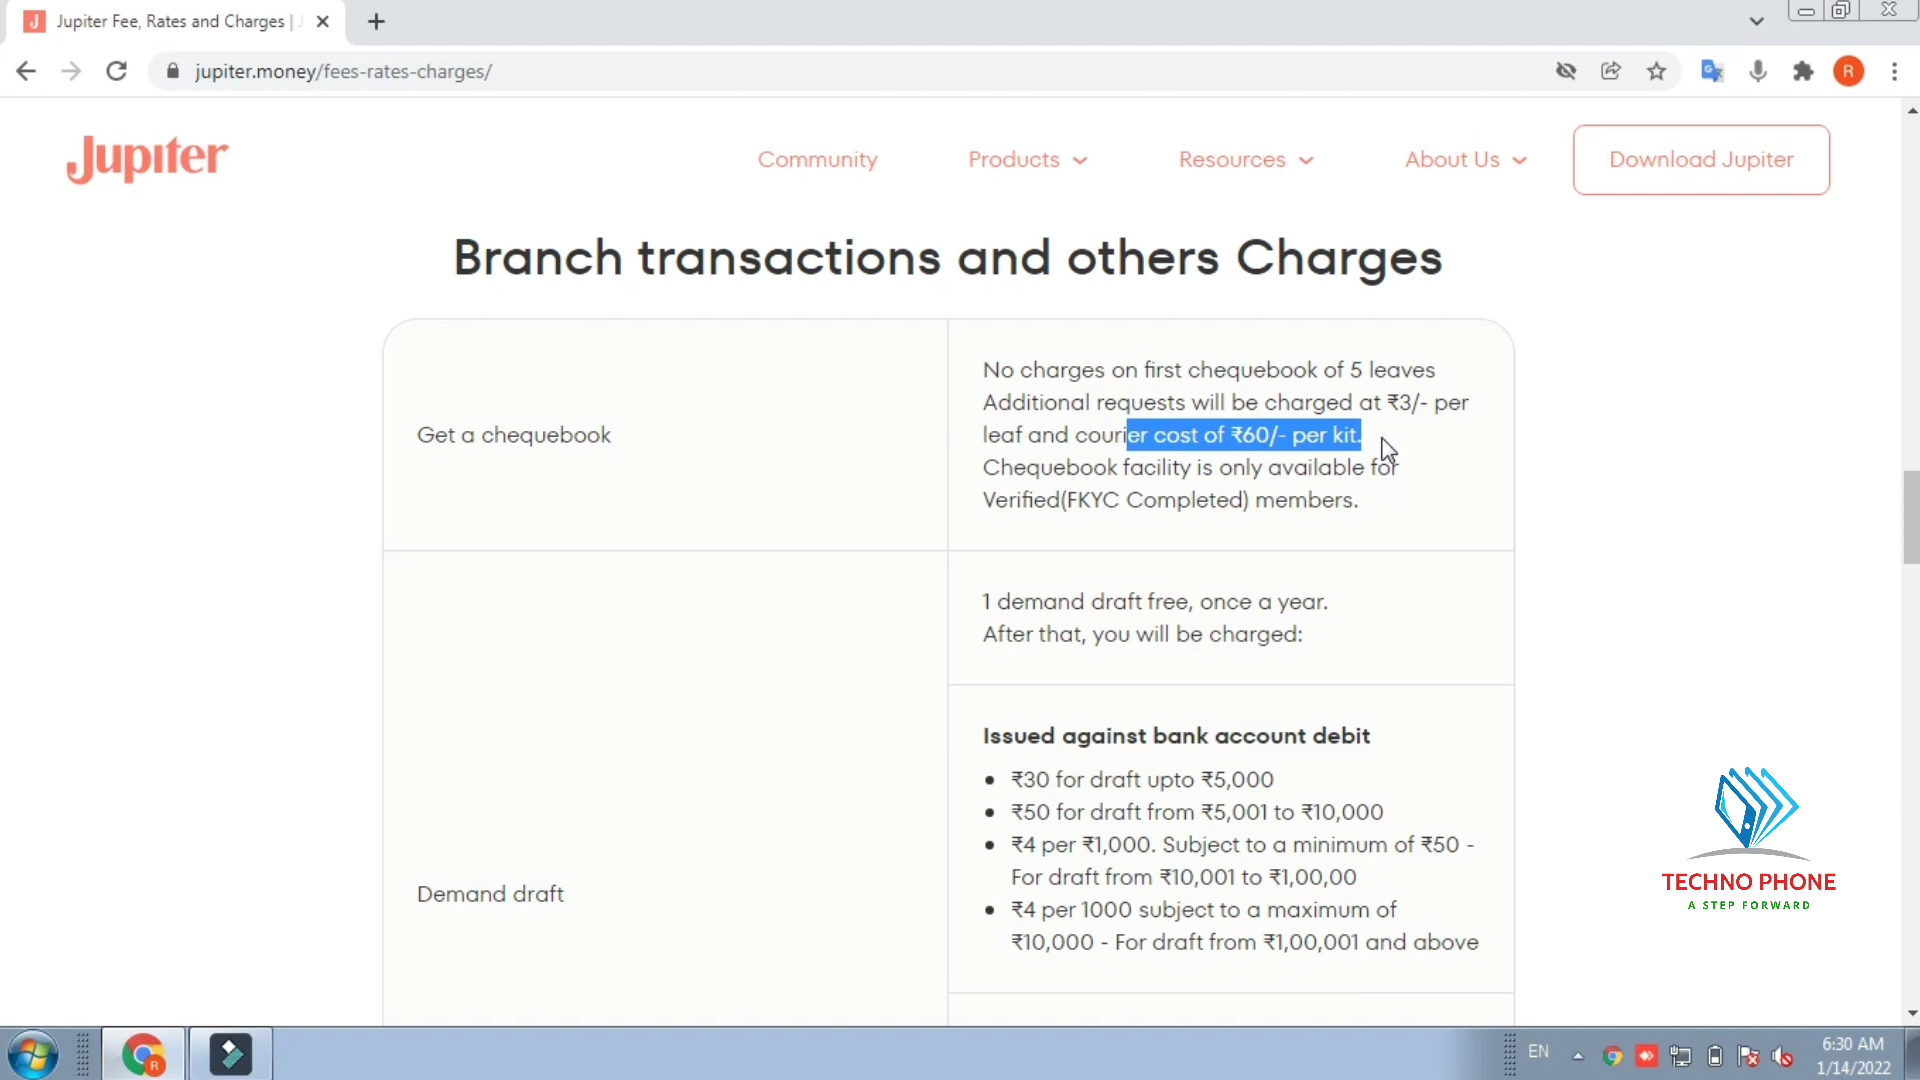 Jupiter Fee, Rates and Charges |
jupiter.money/fees-rates-charges/
R
Jupiter
Community
Products
Resources
About Us
Download Jupiter
Branch transactions and others Charges
Get a chequebook
No charges on first chequebook of 5 leaves
Additional requests will be charged at ₹3/- per
leaf and courier cost of ₹60/- per kit.
Chequebook facility is only available for
Verified(FKYC Completed) members.
Demand draft
1 demand draft free, once a year.
After that, you will be charged:
Issued against bank account debit
₹30 for draft upto ₹5,000
₹50 for draft from ₹5,001 to ₹10,000
₹4 per ₹1,000. Subject to a minimum of ₹50 -
For draft from ₹10,001 to ₹1,00,00
₹4 per 1000 subject to a maximum of
₹10,000 - For draft from ₹1,00,001 and above
TECHNO PHONE
A STEP FORWARD
EN
6:30 AM
1/14/2022